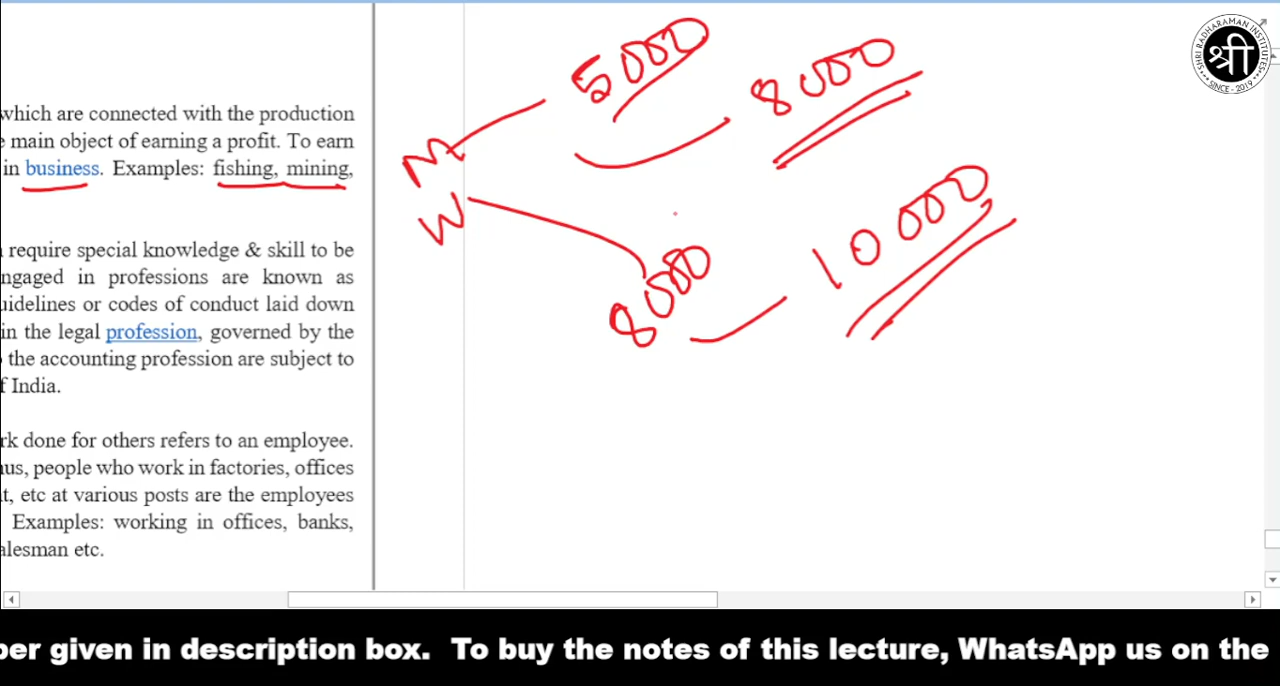 which are connected with the production
main object of earning a profit. To earn
in business. Examples: fishing, mining,
require special knowledge & skill to be
ngaged in professions are known as
uidelines or codes of conduct laid down
in the legal profession, governed by the
the accounting profession are subject to
f India.
rk done for others refers to an employee.
us, people who work in factories, offices
t, etc at various posts are the employees
Examples: working in offices, banks,
alesman etc.
M 5000 8000
W 8000 10000
SHRI RADHARAMAN INSTITUTES
श्री
SINCE - 2019
per given in description box. To buy the notes of this lecture, WhatsApp us on the